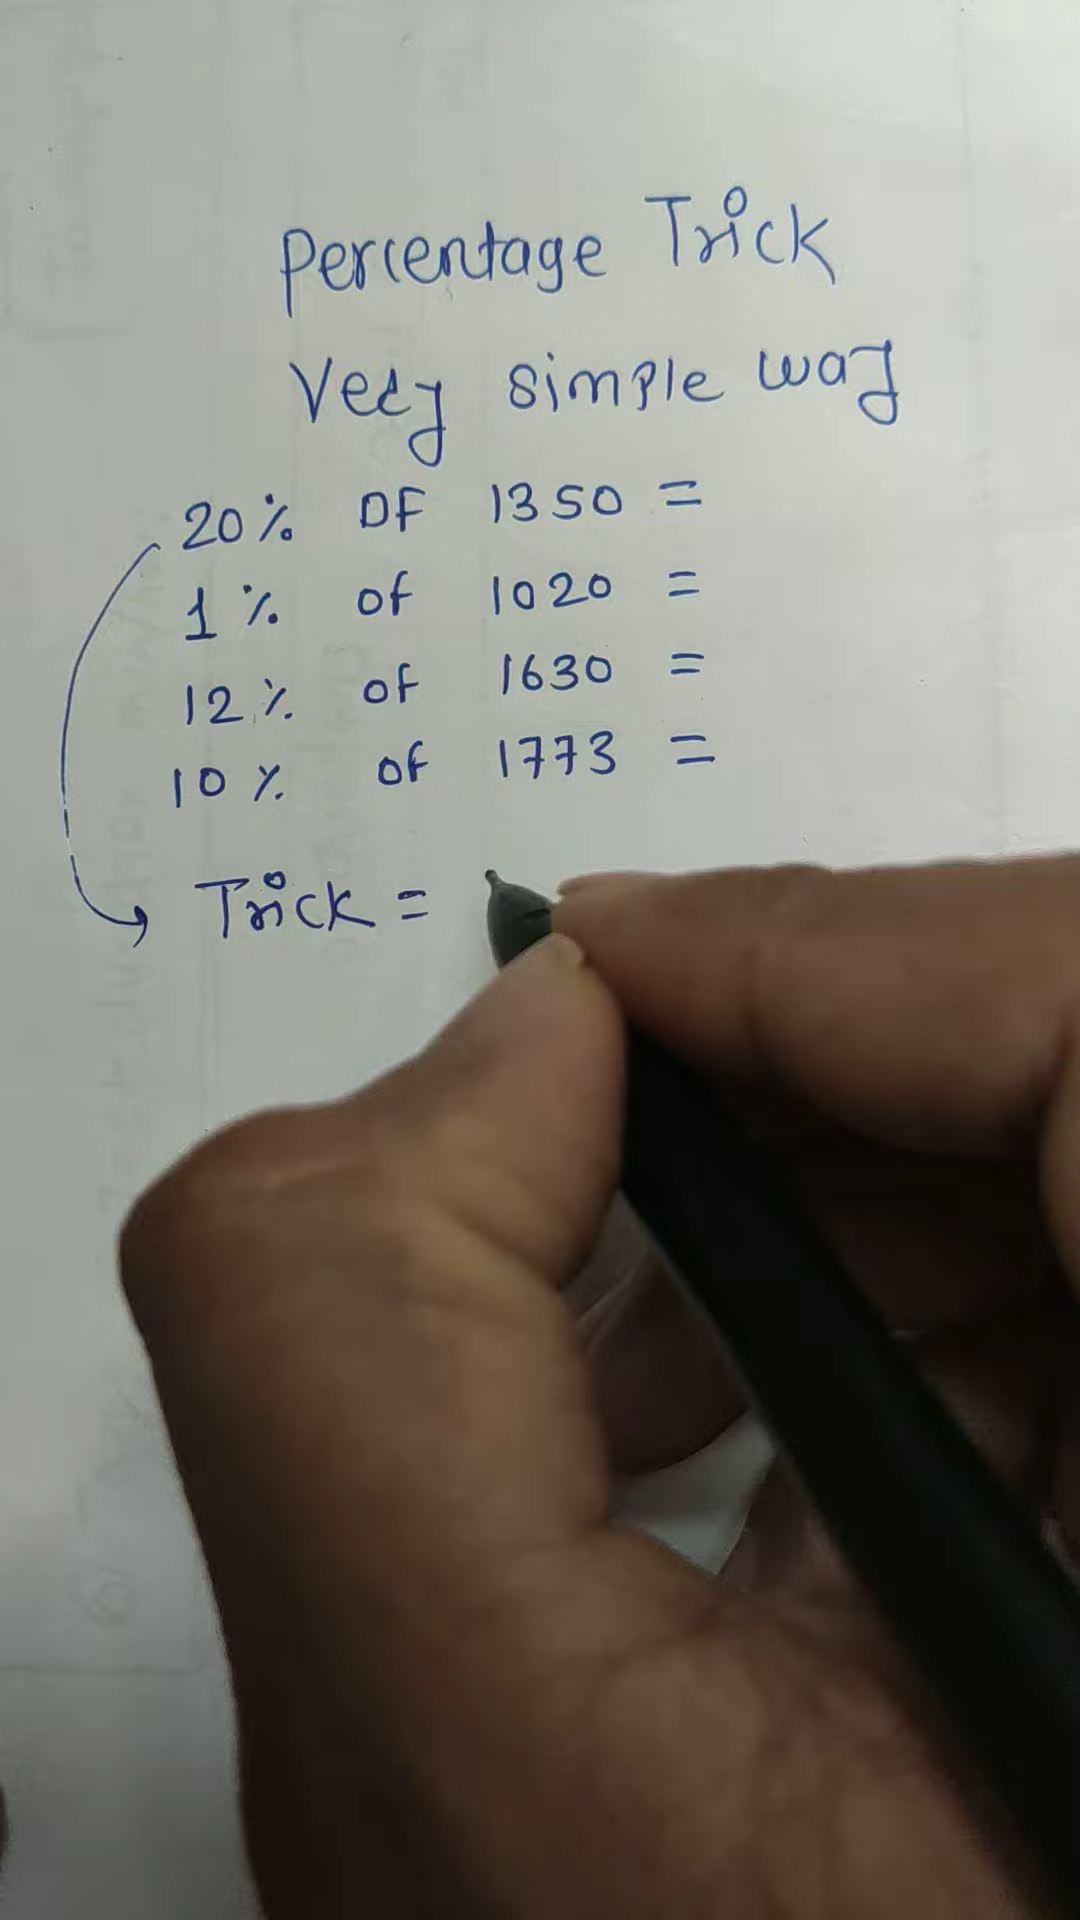 Percentage Trick
Very simple way
20% OF 1350 =
1% of 1020 =
12% of 1630 =
10% of 1773 =
Trick =